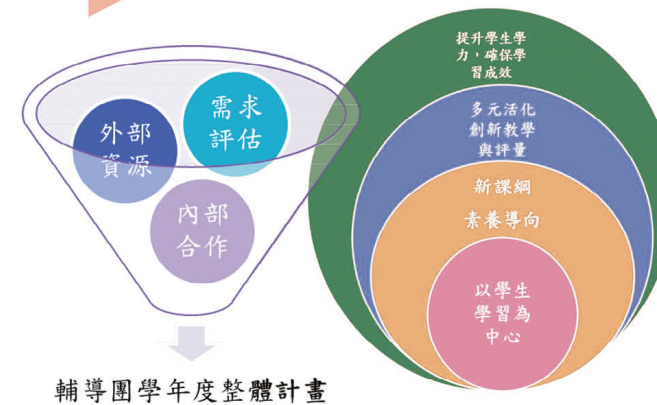 外部
資源
需求
評估
內部
合作
輔導團學年度整體計畫
提升學生學
力，確保學
習成效
多元活化
創新教學
與評量
新課綱
素養導向
以學生
學習為
中心